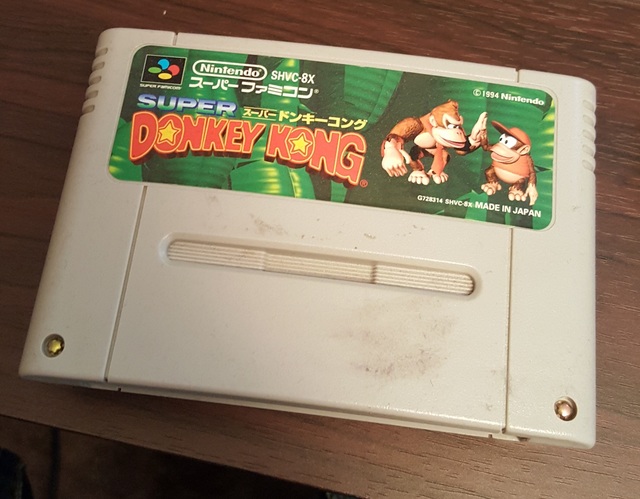 SUPER FAMICOM
Nintendo® SHVC-8X
スーパーファミコン®
© 1994 Nintendo
SUPER スーパードンキーコング
DONKEY KONG®
G728314 SHVC-8X MADE IN JAPAN